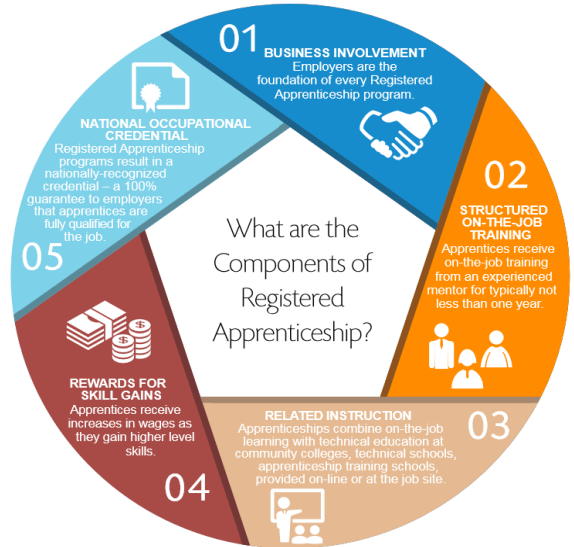 01
BUSINESS INVOLVEMENT
Employers are the
foundation of every Registered
Apprenticeship program.
02
STRUCTURED
ON-THE-JOB
TRAINING
Apprentices receive
on-the-job training
from an experienced
mentor for typically not
less than one year.
03
RELATED INSTRUCTION
Apprenticeships combine on-the-job
learning with technical education at
community colleges, technical schools,
apprenticeship training schools,
provided on-line or at the job site.
04
REWARDS FOR
SKILL GAINS
Apprentices receive
increases in wages as
they gain higher level
skills.
$
$
05
NATIONAL OCCUPATIONAL
CREDENTIAL
Registered Apprenticeship
programs result in a
nationally-recognized
credential – a 100%
guarantee to employers
that apprentices are
fully qualified for
the job.
What are the
Components of
Registered
Apprenticeship?